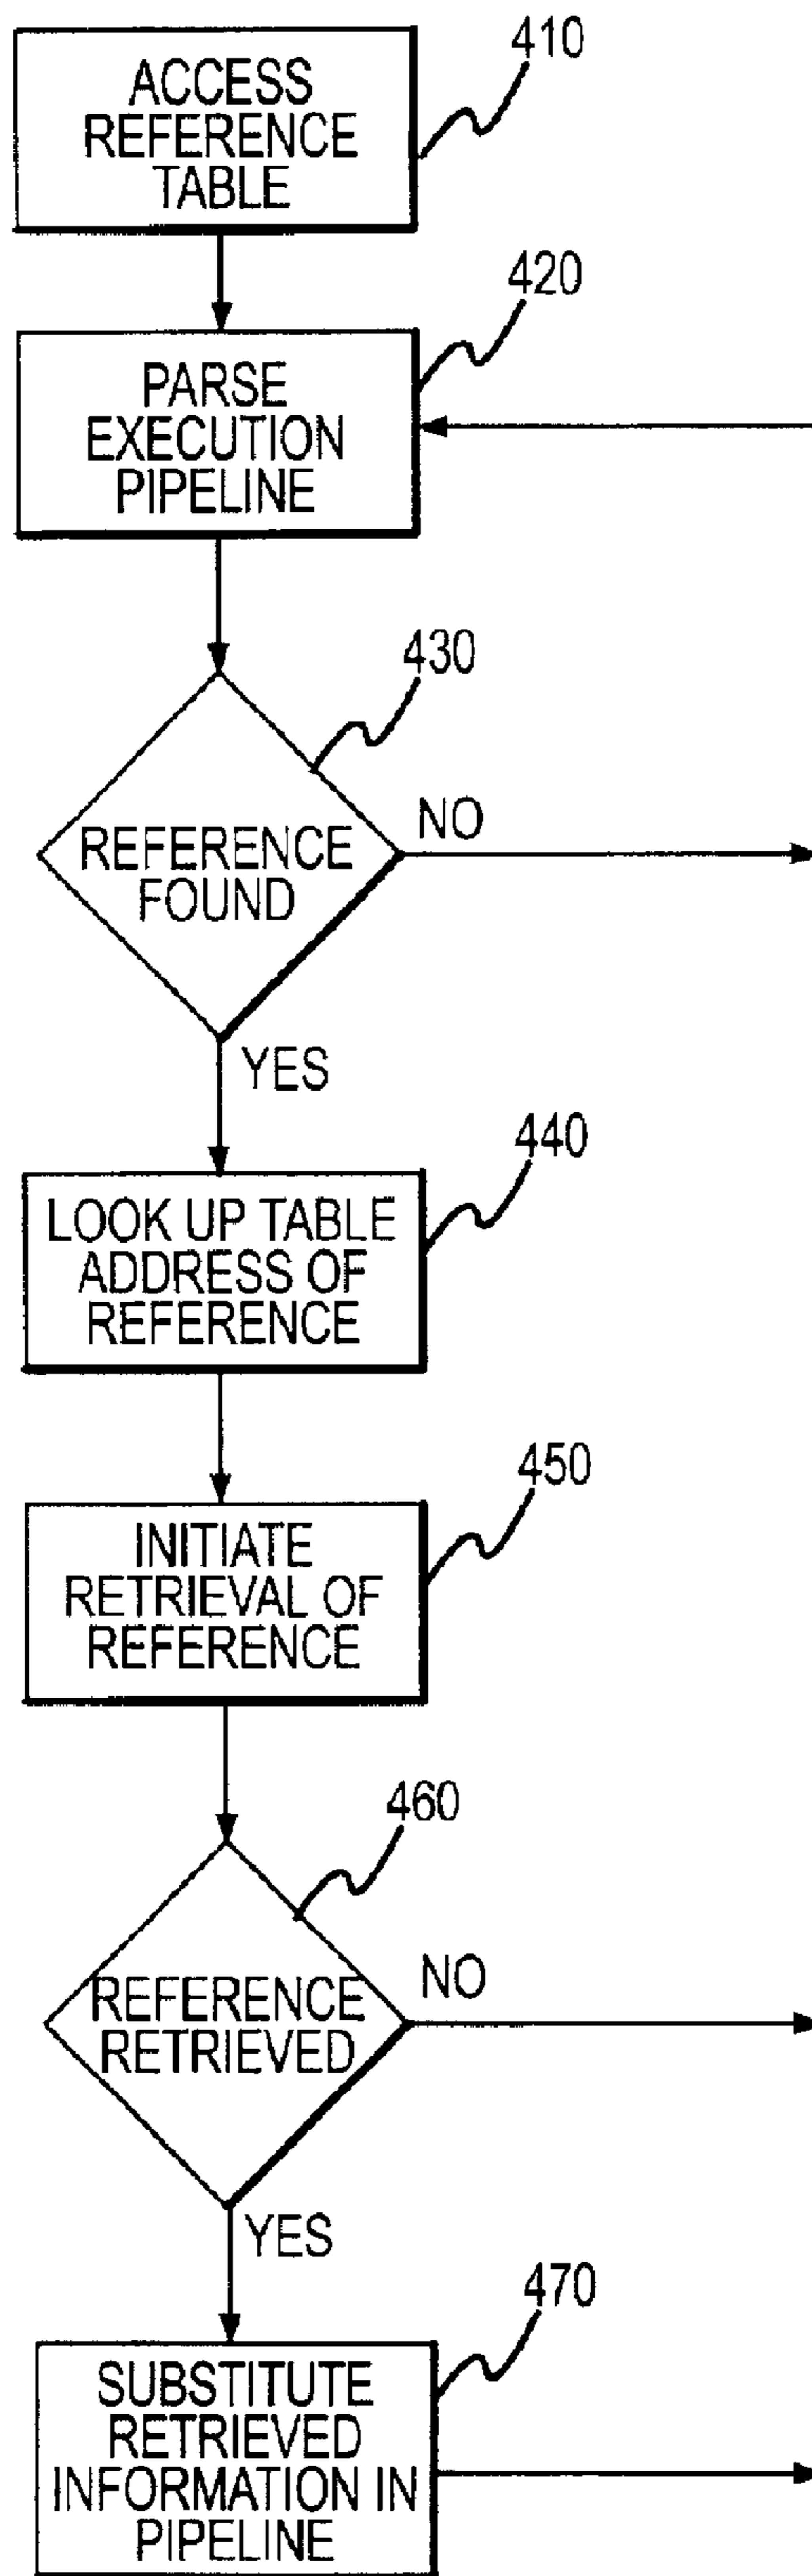 410
ACCESS
REFERENCE
TABLE
420
PARSE
EXECUTION
PIPELINE
430
REFERENCE
FOUND
NO
YES
440
LOOK UP TABLE
ADDRESS OF
REFERENCE
450
INITIATE
RETRIEVAL OF
REFERENCE
460
REFERENCE
RETRIEVED
NO
YES
470
SUBSTITUTE
RETRIEVED
INFORMATION IN
PIPELINE